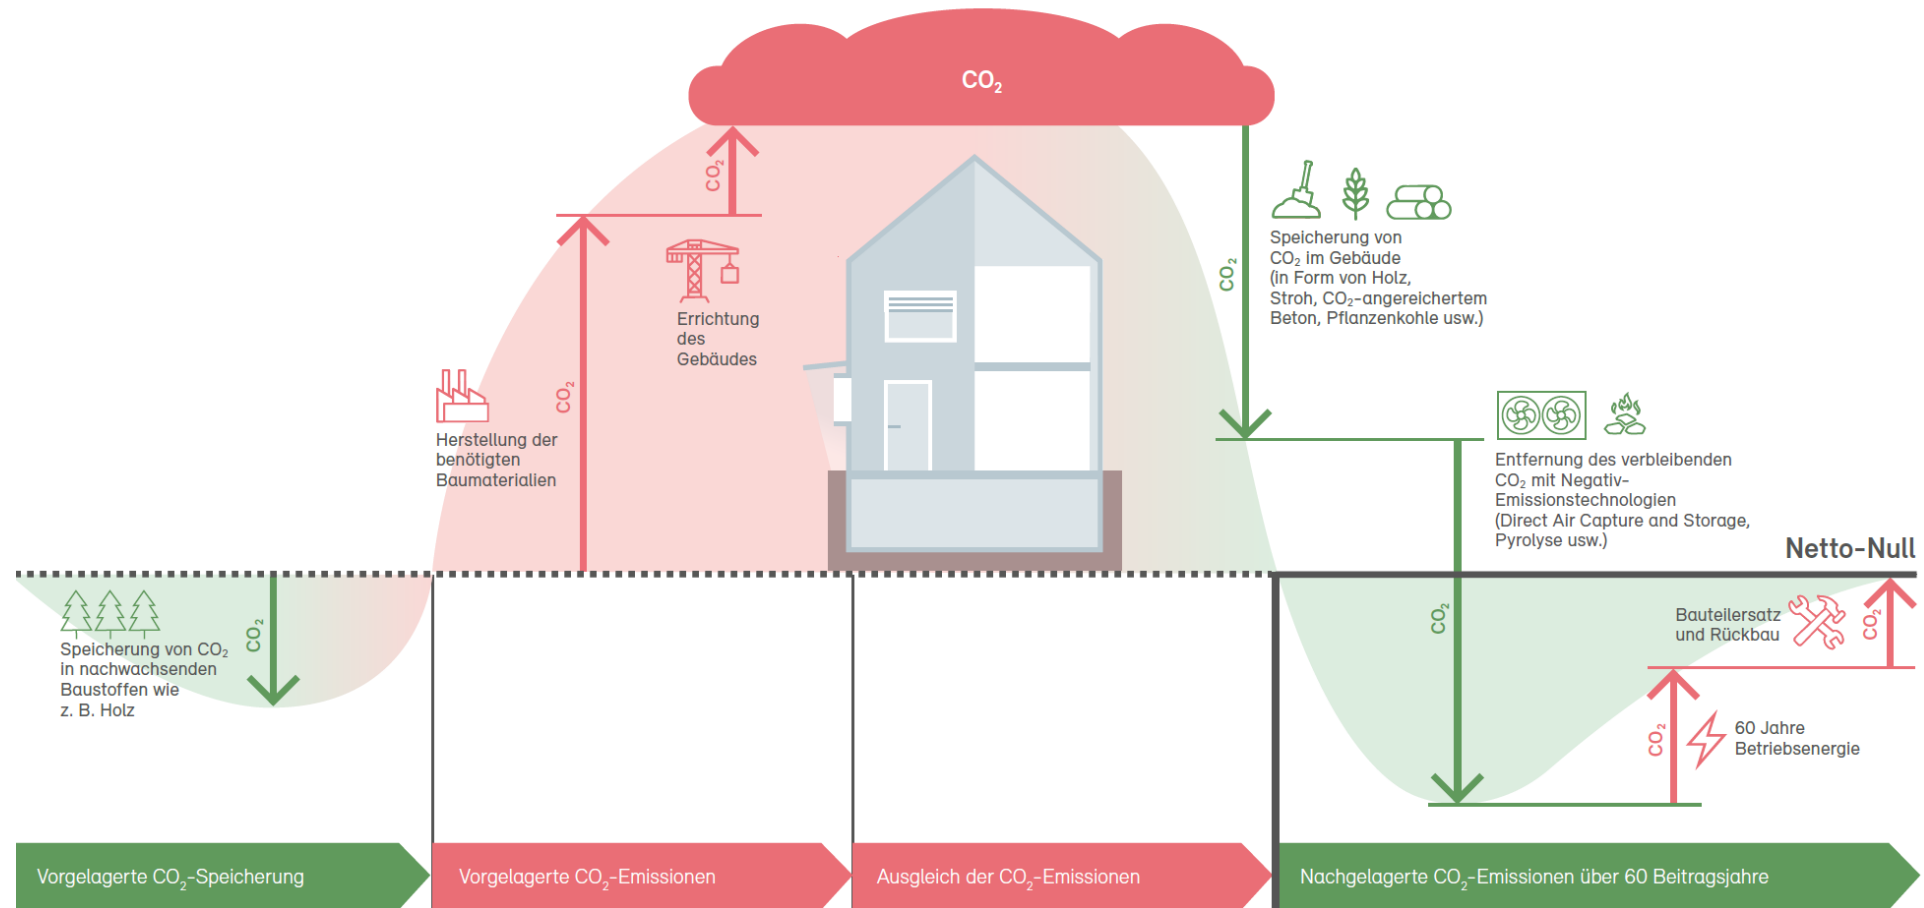 CO₂
CO₂
CO₂
Errichtung
des
Gebäudes
Herstellung der
benötigten
Baumaterialien
CO₂
Speicherung von
CO₂ im Gebäude
(in Form von Holz,
Stroh, CO₂-angereichertem
Beton, Pflanzenkohle usw.)
Entfernung des verbleibenden
CO₂ mit Negativ-
Emissionstechnologien
(Direct Air Capture and Storage,
Pyrolyse usw.)
Netto-Null
CO₂
Speicherung von CO₂
in nachwachsenden
Baustoffen wie
z. B. Holz
CO₂
Bauteilersatz
und Rückbau
CO₂
CO₂
60 Jahre
Betriebsenergie
Vorgelagerte CO₂-Speicherung
Vorgelagerte CO₂-Emissionen
Ausgleich der CO₂-Emissionen
Nachgelagerte CO₂-Emissionen über 60 Beitragsjahre